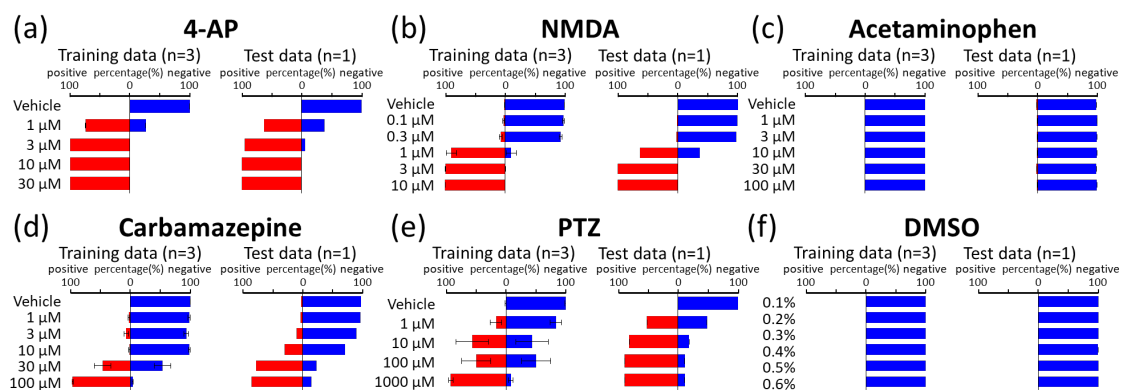 (a) 4-AP
Training data (n=3) Test data (n=1)
positive percentage(%) negative positive percentage(%) negative
100 0 100 100 0 100
Vehicle
1 µM
3 µM
10 µM
30 µM
(b) NMDA
Training data (n=3) Test data (n=1)
positive percentage(%) negative positive percentage(%) negative
100 0 100 100 0 100
Vehicle
0.1 µM
0.3 µM
1 µM
3 µM
10 µM
(c) Acetaminophen
Training data (n=3) Test data (n=1)
positive percentage(%) negative positive percentage(%) negative
100 0 100 100 0 100
Vehicle
1 µM
3 µM
10 µM
30 µM
100 µM
(d) Carbamazepine
Training data (n=3) Test data (n=1)
positive percentage(%) negative positive percentage(%) negative
100 0 100 100 0 100
Vehicle
1 µM
3 µM
10 µM
30 µM
100 µM
(e) PTZ
Training data (n=3) Test data (n=1)
positive percentage(%) negative positive percentage(%) negative
100 0 100 100 0 100
Vehicle
1 µM
10 µM
100 µM
1000 µM
(f) DMSO
Training data (n=3) Test data (n=1)
positive percentage(%) negative positive percentage(%) negative
100 0 100 100 0 100
0.1%
0.2%
0.3%
0.4%
0.5%
0.6%